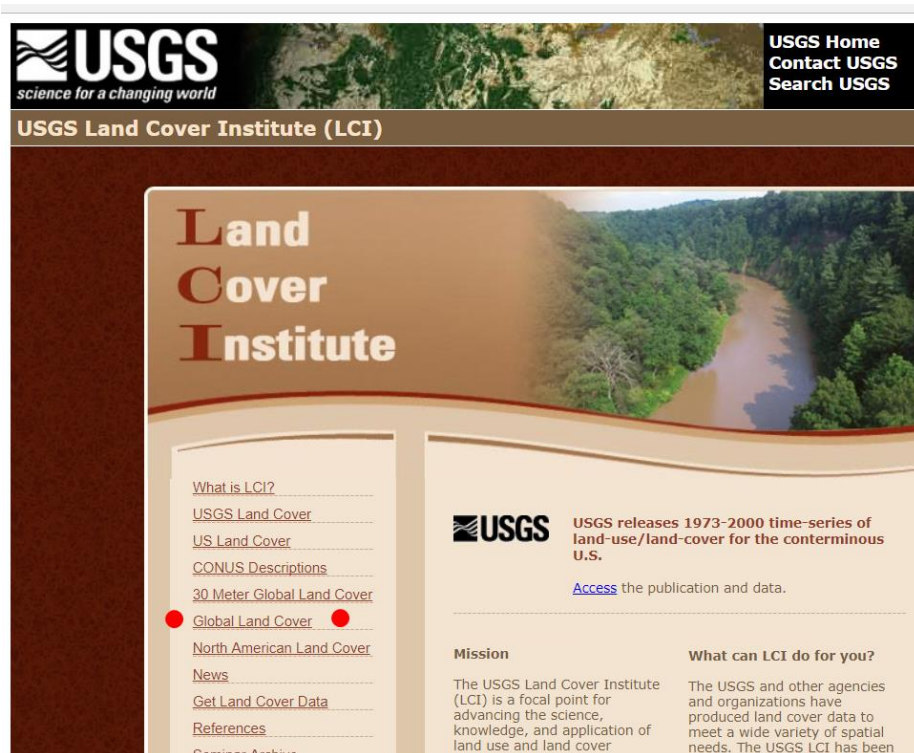 USGS
science for a changing world
USGS Home
Contact USGS
Search USGS
USGS Land Cover Institute (LCI)
Land
Cover
Institute
What is LCI?
USGS Land Cover
US Land Cover
CONUS Descriptions
30 Meter Global Land Cover
Global Land Cover
North American Land Cover
News
Get Land Cover Data
References
USGS
USGS releases 1973-2000 time-series of
land-use/land-cover for the conterminous
U.S.
Access the publication and data.
Mission
The USGS Land Cover Institute
(LCI) is a focal point for
advancing the science,
knowledge, and application of
land use and land cover
What can LCI do for you?
The USGS and other agencies
and organizations have
produced land cover data to
meet a wide variety of spatial
needs. The USGS LCI has been